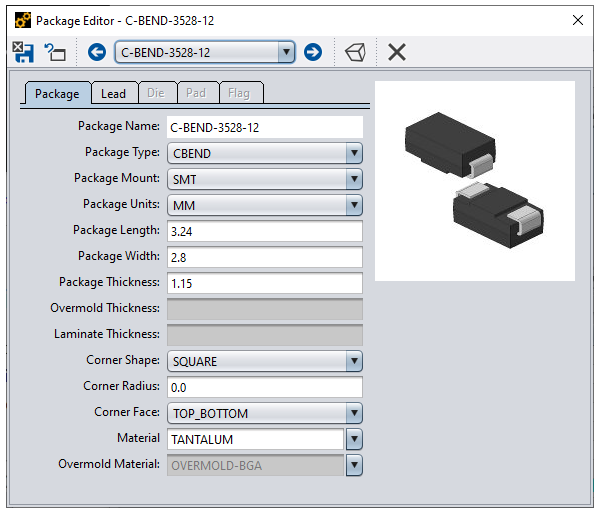 Package Editor - C-BEND-3528-12
C-BEND-3528-12
Package Lead Die Pad Flag
Package Name: C-BEND-3528-12
Package Type: CBEND
Package Mount: SMT
Package Units: MM
Package Length: 3.24
Package Width: 2.8
Package Thickness: 1.15
Overmold Thickness:
Laminate Thickness:
Corner Shape: SQUARE
Corner Radius: 0.0
Corner Face: TOP_BOTTOM
Material TANTALUM
Overmold Material: OVERMOLD-BGA